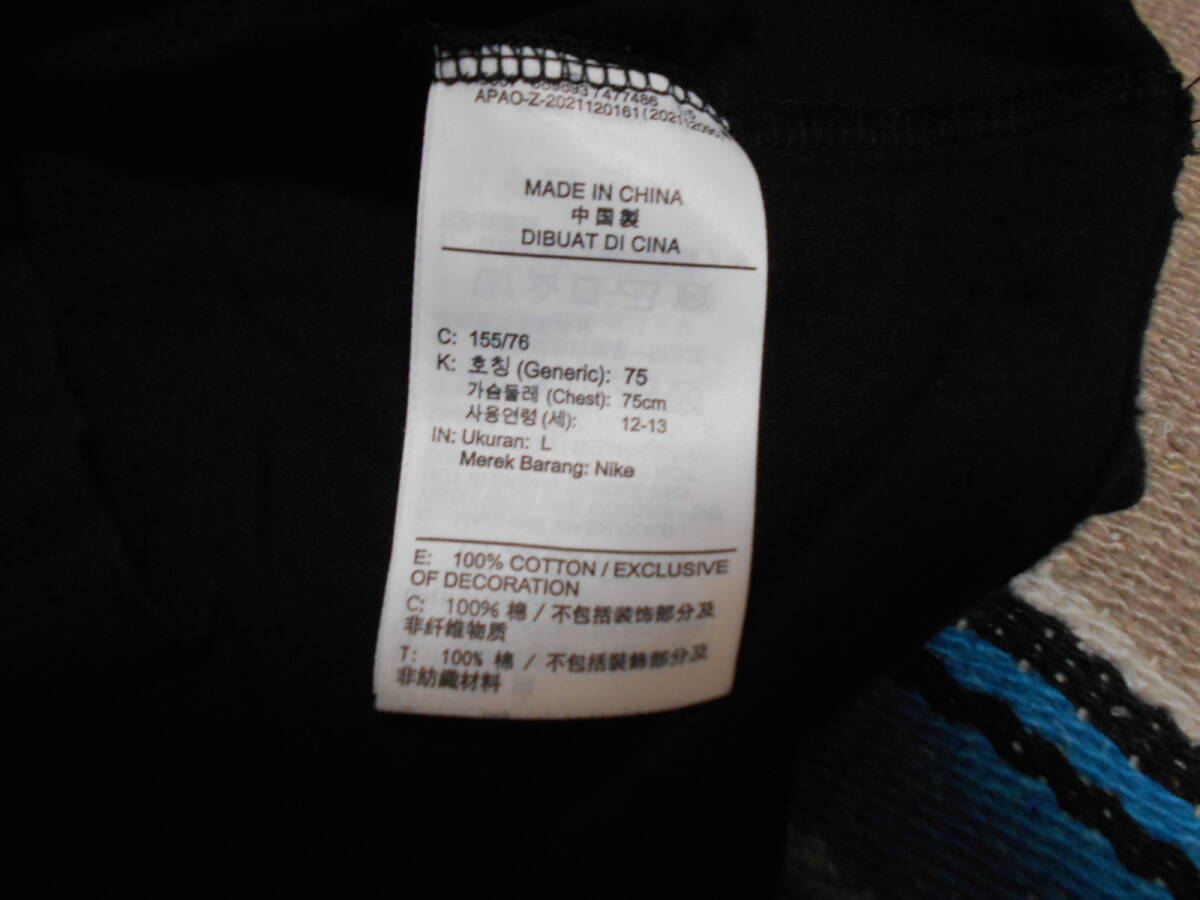 7477486
APAO-Z-2021120161(20211209
MADE IN CHINA
中国製
DIBUAT DI CINA
C: 155/76
K: 호칭 (Generic): 75
가슴둘레 (Chest): 75cm
사용연령 (세): 12-13
IN: Ukuran: L
Merek Barang: Nike
E: 100% COTTON / EXCLUSIVE
OF DECORATION
C: 100% 棉 / 不包括装饰部分及
非纤维物质
T: 100% 棉 / 不包括裝飾部分及
非紡織材料